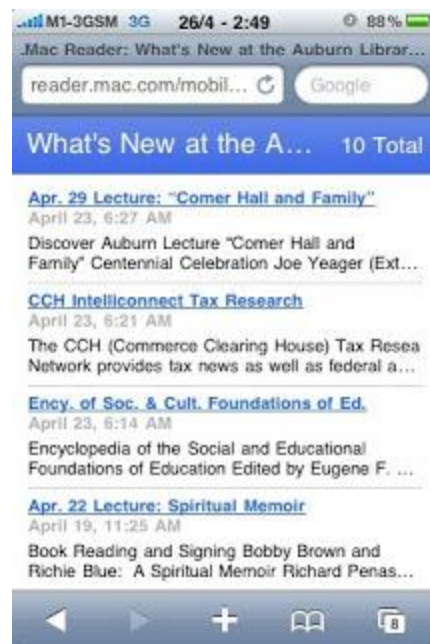 M1-3GSM 3G 26/4 - 2:49 88%
.Mac Reader: What's New at the Auburn Librar...
reader.mac.com/mobil... Google
What's New at the A... 10 Total
Apr. 29 Lecture: "Comer Hall and Family"
April 23, 6:27 AM
Discover Auburn Lecture "Comer Hall and
Family" Centennial Celebration Joe Yeager (Ext...
CCH Intelliconnect Tax Research
April 23, 6:21 AM
The CCH (Commerce Clearing House) Tax Resea
Network provides tax news as well as federal a...
Ency. of Soc. & Cult. Foundations of Ed.
April 23, 6:14 AM
Encyclopedia of the Social and Educational
Foundations of Education Edited by Eugene F. ...
Apr. 22 Lecture: Spiritual Memoir
April 19, 11:25 AM
Book Reading and Signing Bobby Brown and
Richie Blue: A Spiritual Memoir Richard Penas...
8